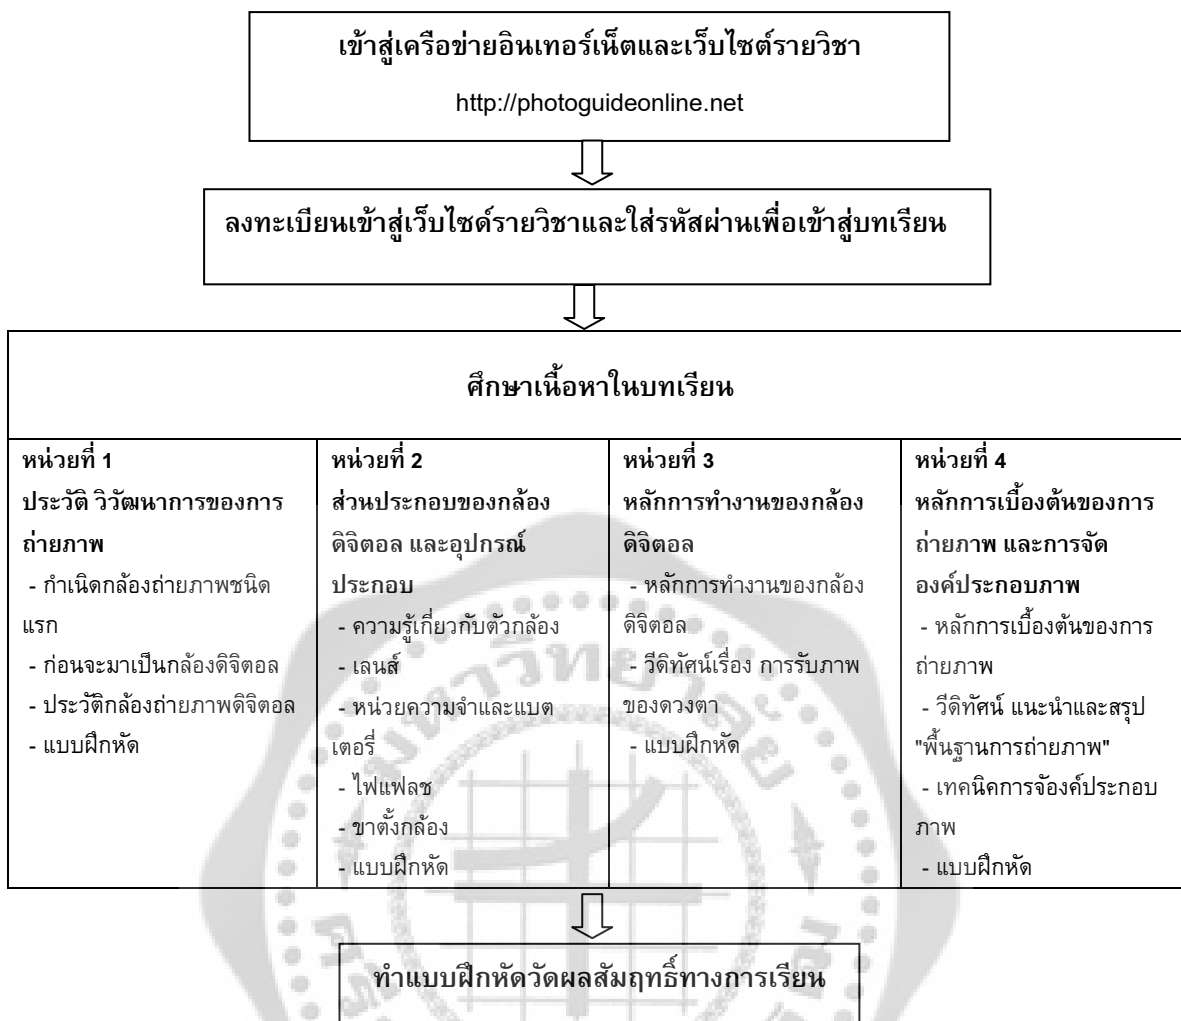 เข้าสู่เครือข่ายอินเทอร์เน็ตและเว็บไซต์รายวิชา
http://photoguideonline.net
ลงทะเบียนเข้าสู่เว็บไซด์รายวิชาและใส่รหัสผ่านเพื่อเข้าสู่บทเรียน
ศึกษาเนื้อหาในบทเรียน
หน่วยที่ 1
ประวัติ วิวัฒนาการของการ
ถ่ายภาพ
- กำเนิดกล้องถ่ายภาพชนิด
แรก
- ก่อนจะมาเป็นกล้องดิจิตอล
- ประวัติกล้องถ่ายภาพดิจิตอล
- แบบฝึกหัด
หน่วยที่ 2
ส่วนประกอบของกล้อง
ดิจิตอล และอุปกรณ์
ประกอบ
- ความรู้เกี่ยวกับตัวกล้อง
- เลนส์
- หน่วยความจำและแบต
เตอรี่
- ไฟแฟลช
- ขาตั้งกล้อง
- แบบฝึกหัด
หน่วยที่ 3
หลักการทำงานของกล้อง
ดิจิตอล
- หลักการทำงานของกล้อง
ดิจิตอล
- วีดิทัศน์เรื่อง การรับภาพ
ของดวงตา
- แบบฝึกหัด
หน่วยที่ 4
หลักการเบื้องต้นของการ
ถ่ายภาพ และการจัด
องค์ประกอบภาพ
- หลักการเบื้องต้นของการ
ถ่ายภาพ
- วีดิทัศน์ แนะนำและสรุป
"พื้นฐานการถ่ายภาพ"
- เทคนิคการจัองค์ประกอบ
ภาพ
- แบบฝึกหัด
ทำแบบฝึกหัดวัดผลสัมฤทธิ์ทางการเรียน